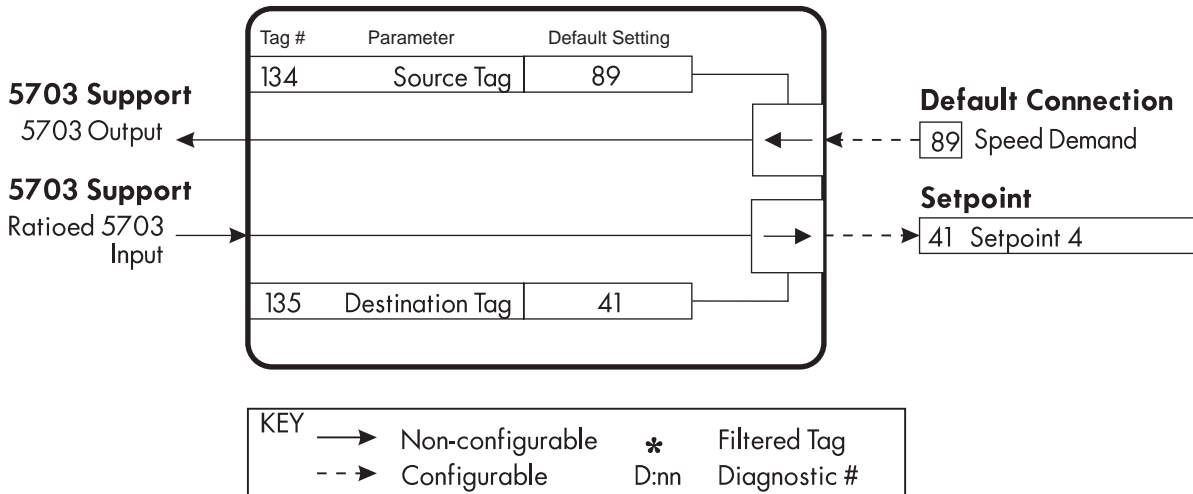 Tag # Parameter Default Setting
134 Source Tag 89
5703 Support
5703 Output
Default Connection
89 Speed Demand
5703 Support
Ratioed 5703
Input
Setpoint
41 Setpoint 4
135 Destination Tag 41
KEY
Non-configurable * Filtered Tag
Configurable D:nn Diagnostic #